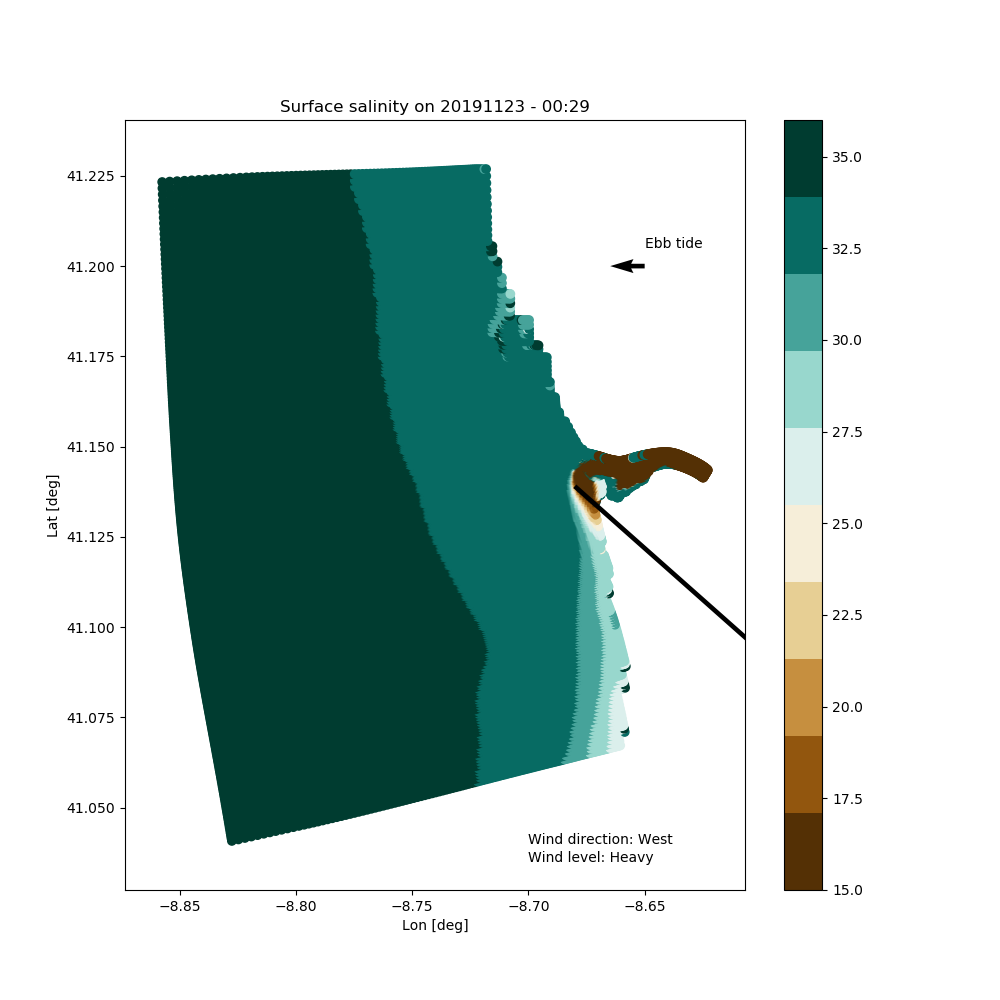 Surface salinity on 20191123 - 00:29
41.225
41.200
41.175
41.150
41.125
41.100
41.075
41.050
Lat [deg]
Ebb tide
Wind direction: West
Wind level: Heavy
−8.85 −8.80 −8.75 −8.70 −8.65
Lon [deg]
35.0
32.5
30.0
27.5
25.0
22.5
20.0
17.5
15.0